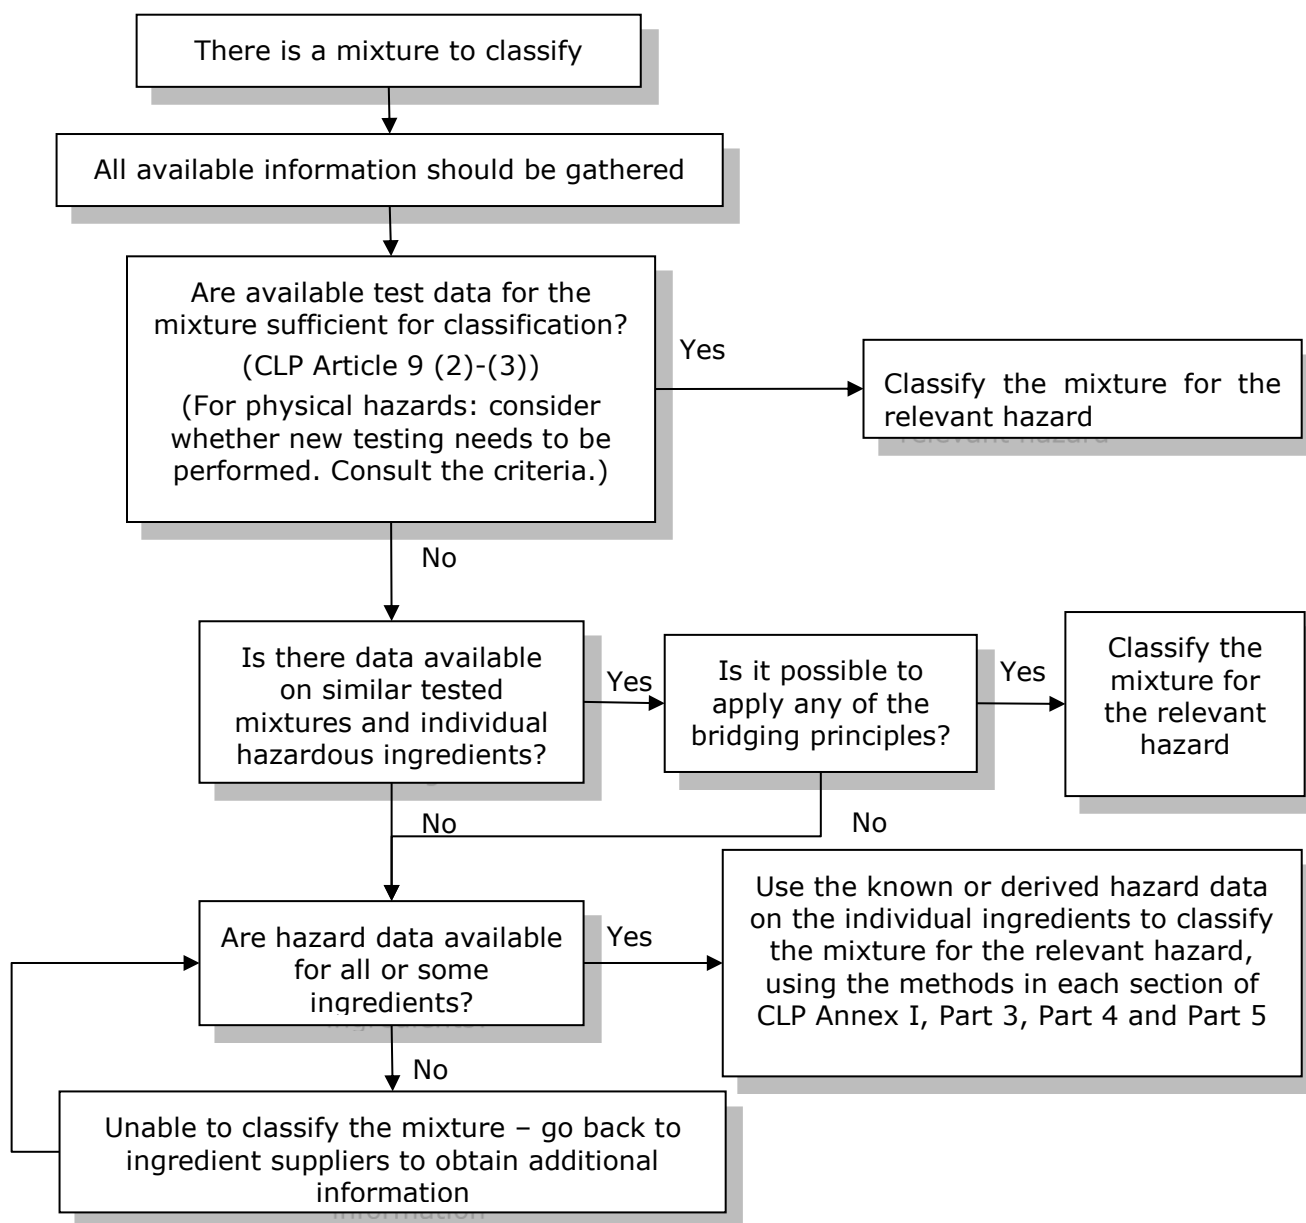 There is a mixture to classify
All available information should be gathered
Are available test data for the
mixture sufficient for classification?
(CLP Article 9 (2)-(3))
(For physical hazards: consider
whether new testing needs to be
performed. Consult the criteria.)
Yes
Classify the mixture for the
relevant hazard
No
Is there data available
on similar tested
mixtures and individual
hazardous ingredients?
Yes
Is it possible to
apply any of the
bridging principles?
Yes
Classify the
mixture for
the relevant
hazard
No
No
Are hazard data available
for all or some
ingredients?
Yes
Use the known or derived hazard data
on the individual ingredients to classify
the mixture for the relevant hazard,
using the methods in each section of
CLP Annex I, Part 3, Part 4 and Part 5
No
Unable to classify the mixture – go back to
ingredient suppliers to obtain additional
information